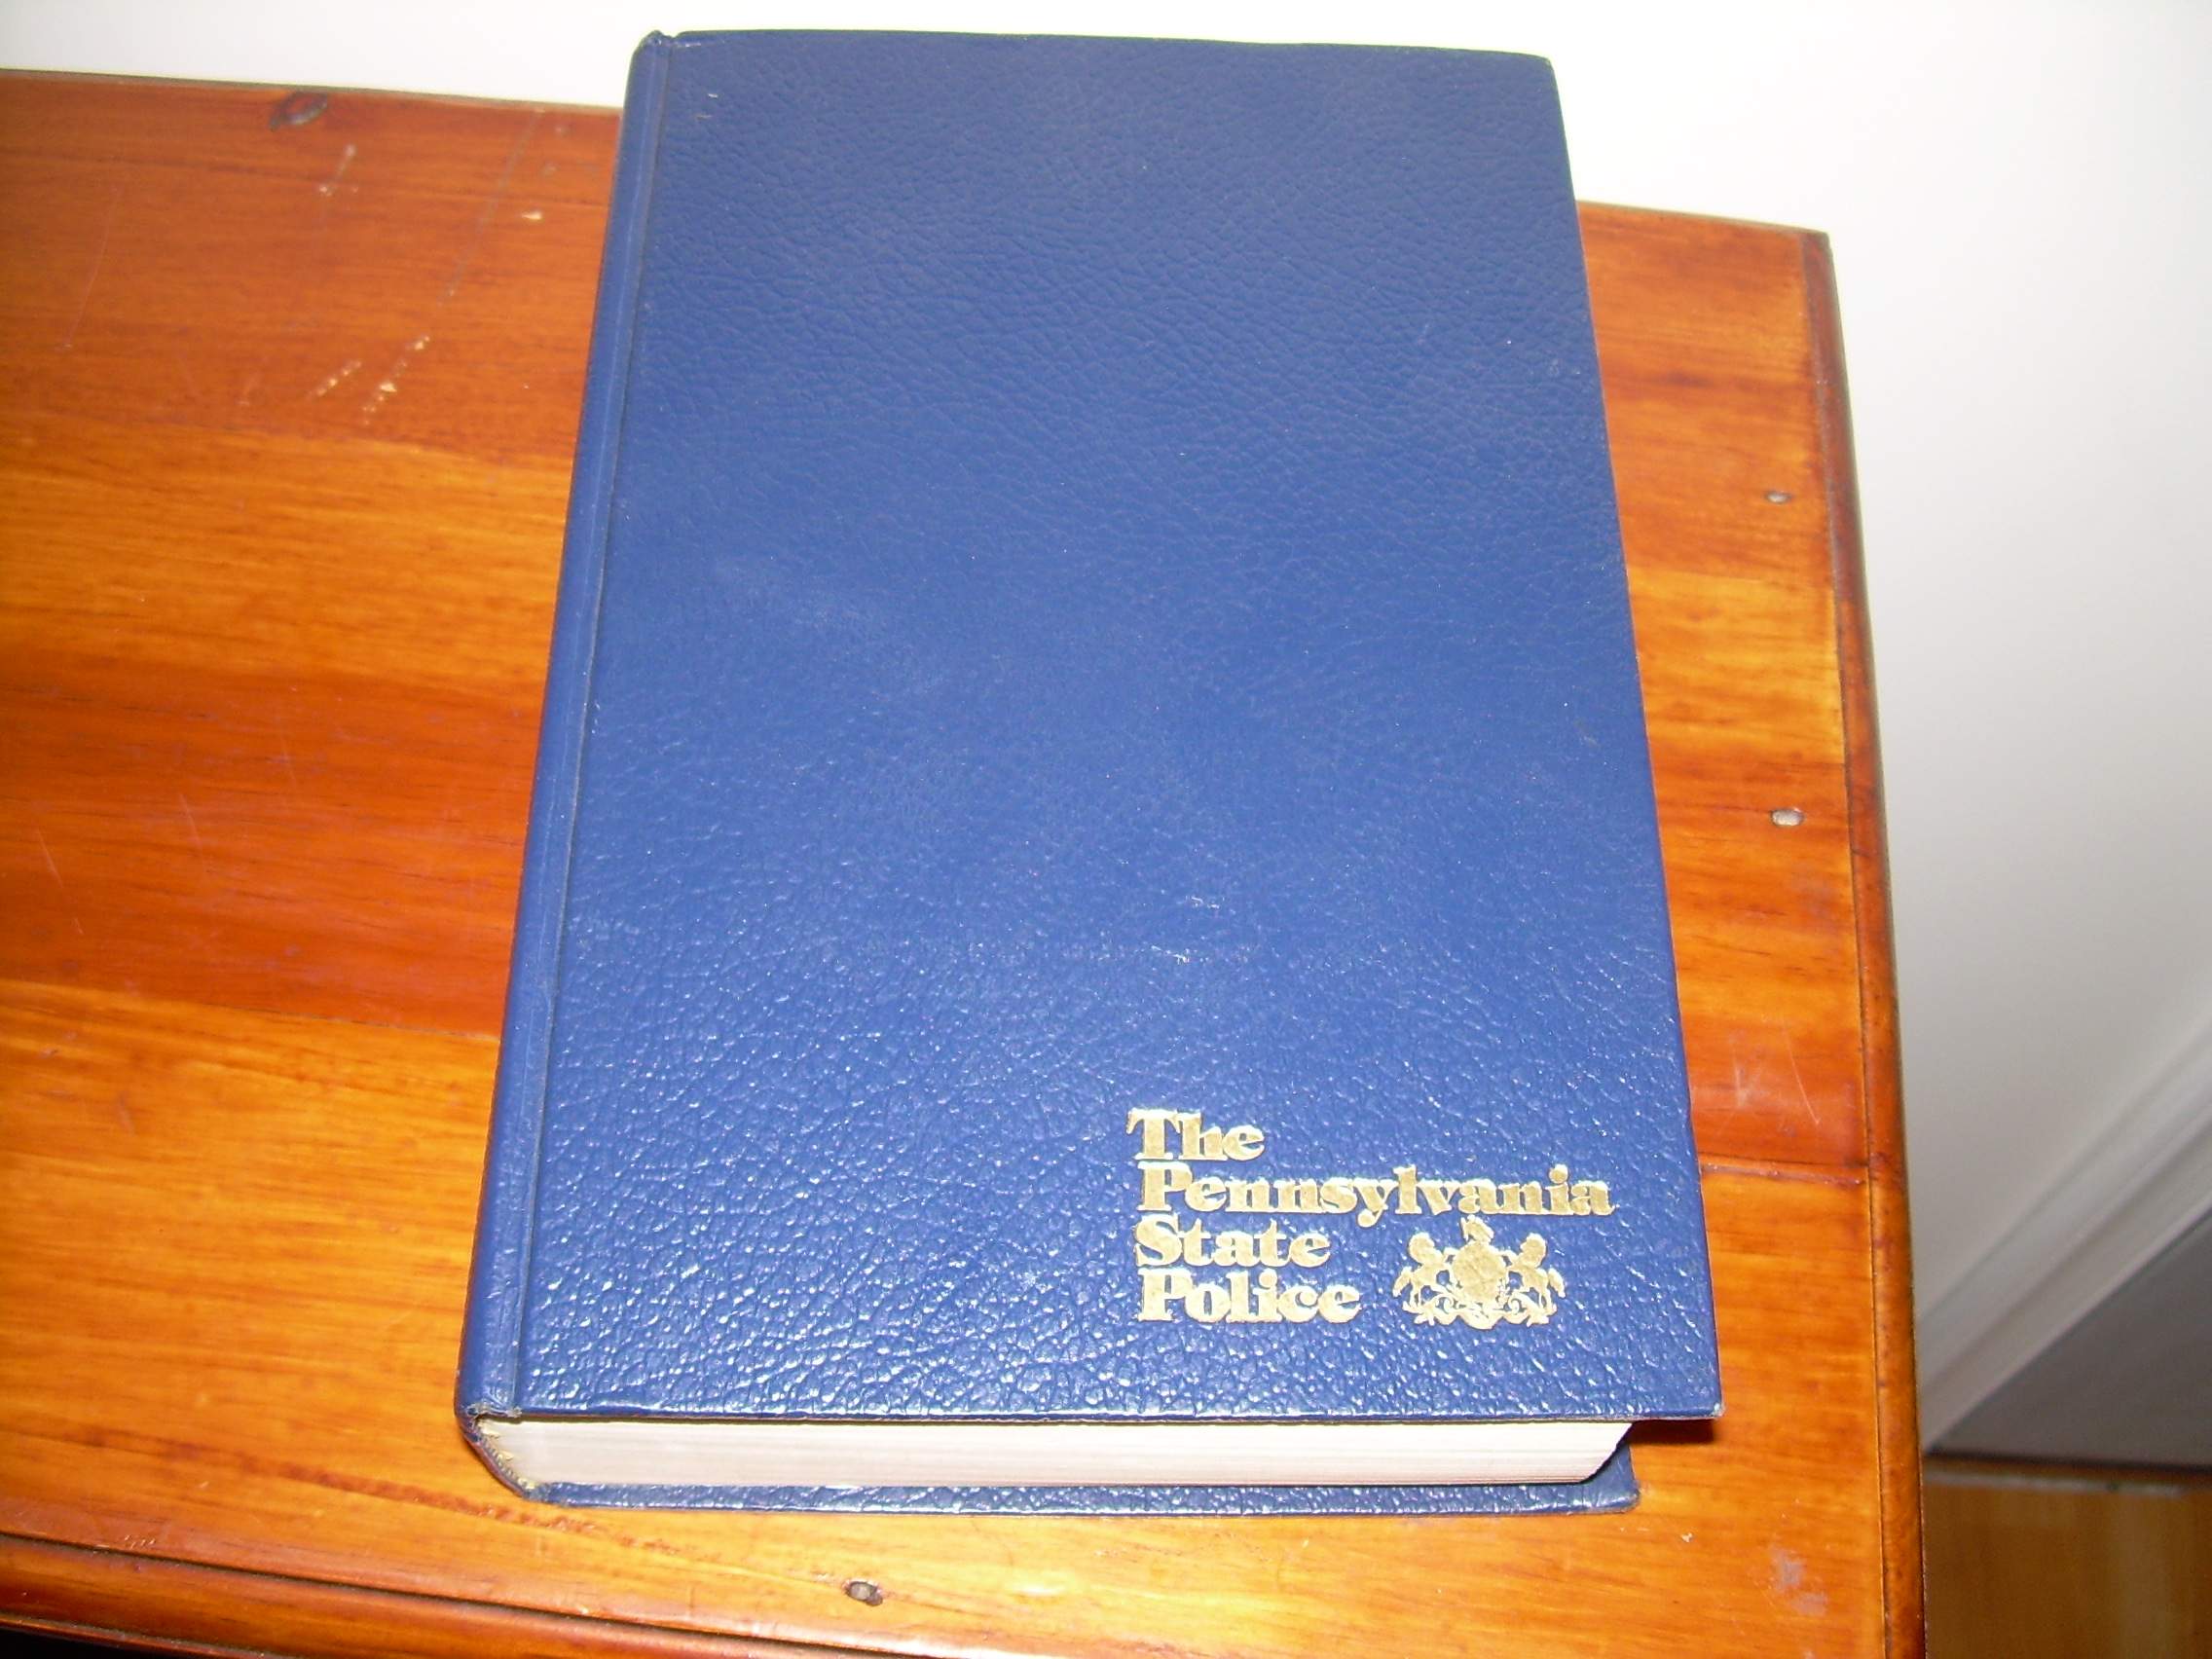 The
Pennsylvania
State
Police